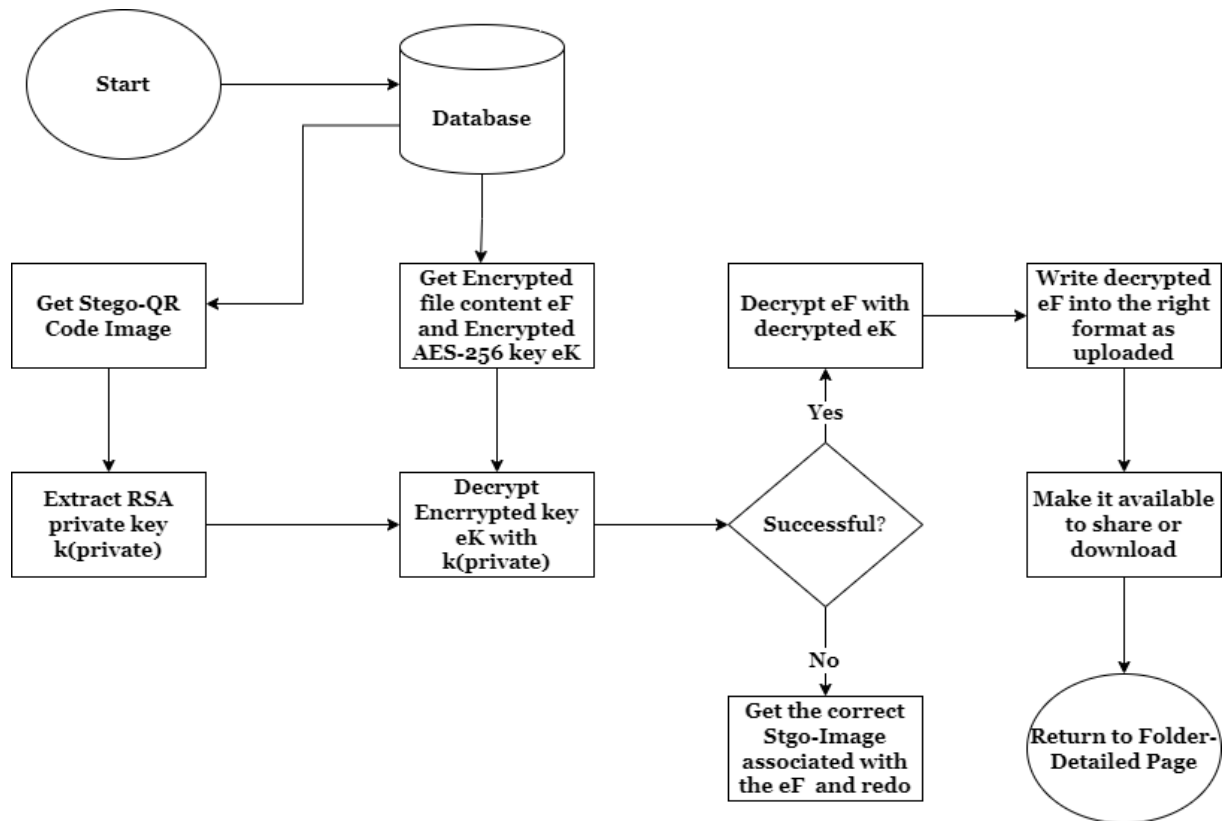 Start
Database
Get Stego-QR
Code Image
Get Encrypted
file content eF
and Encrypted
AES-256 key eK
Decrypt eF with
decrypted eK
Write decrypted
eF into the right
format as
uploaded
Yes
Extract RSA
private key
k(private)
Decrypt
Encrrypted key
eK with
k(private)
Successful?
Make it available
to share or
download
No
Get the correct
Stgo-Image
associated with
the eF and redo
Return to Folder-
Detailed Page